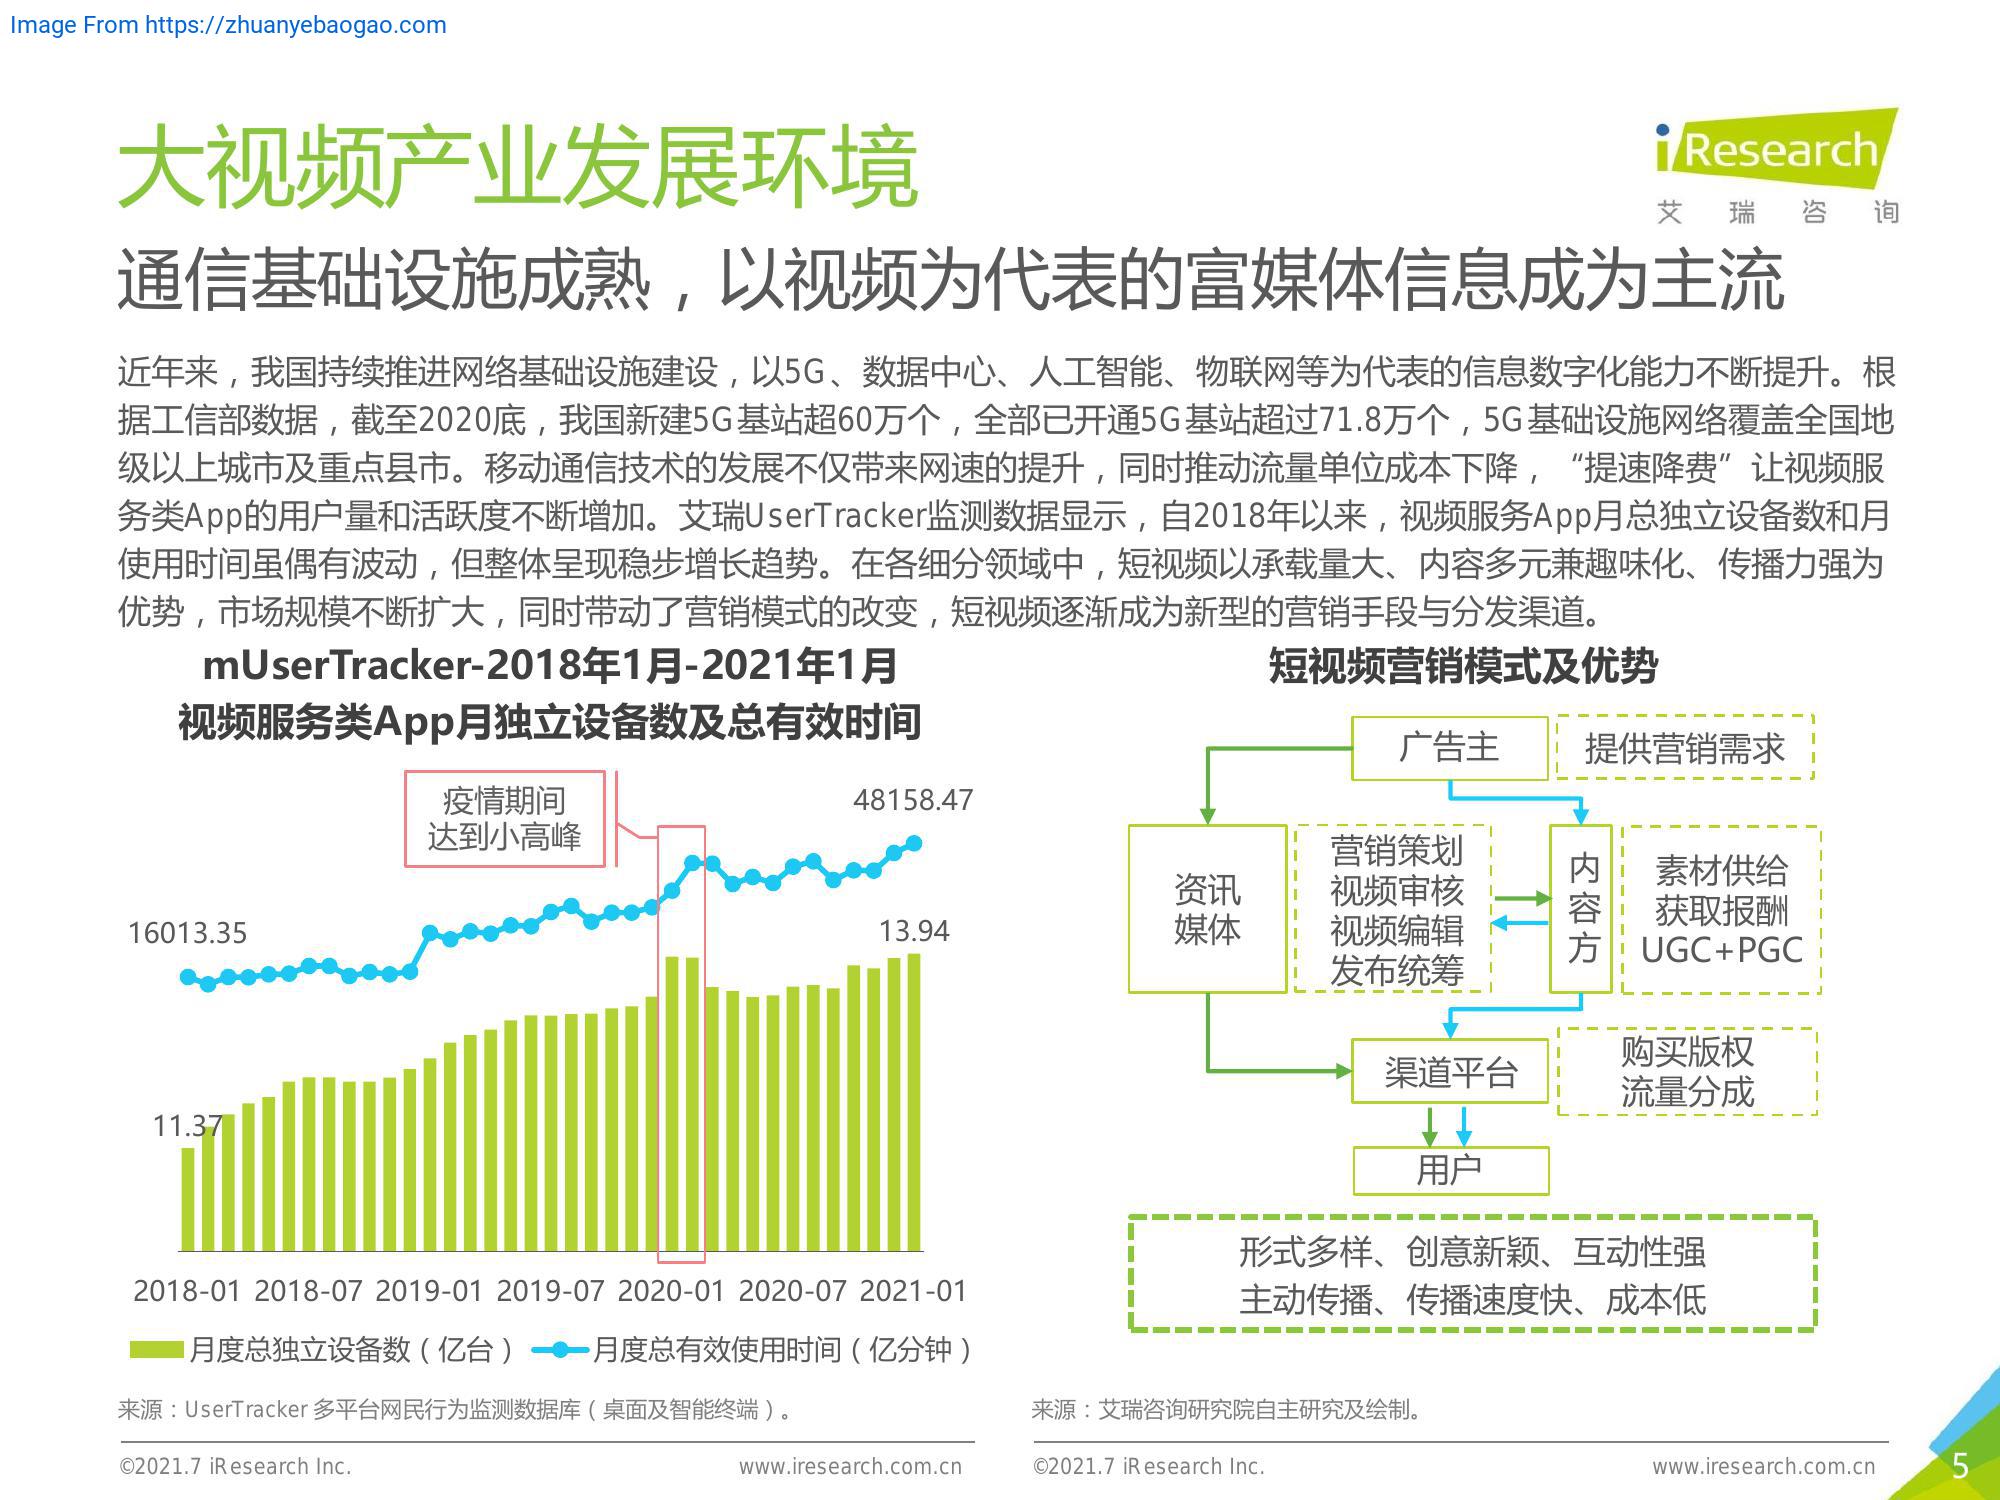 Image From https://zhuanyebaogao.com
大视频产业发展环境
iResearch
艾瑞咨询
通信基础设施成熟，以视频为代表的富媒体信息成为主流
近年来，我国持续推进网络基础设施建设，以5G、数据中心、人工智能、物联网等为代表的信息数字化能力不断提升。根
据工信部数据，截至2020底，我国新建5G基站超60万个，全部已开通5G基站超过71.8万个，5G基础设施网络覆盖全国地
级以上城市及重点县市。移动通信技术的发展不仅带来网速的提升，同时推动流量单位成本下降，“提速降费”让视频服
务类App的用户量和活跃度不断增加。艾瑞UserTracker监测数据显示，自2018年以来，视频服务App月总独立设备数和月
使用时间虽偶有波动，但整体呈现稳步增长趋势。在各细分领域中，短视频以承载量大、内容多元兼趣味化、传播力强为
优势，市场规模不断扩大，同时带动了营销模式的改变，短视频逐渐成为新型的营销手段与分发渠道。
mUserTracker-2018年1月-2021年1月
视频服务类App月独立设备数及总有效时间
疫情期间
达到小高峰
48158.47
16013.35
13.94
11.37
2018-01 2018-07 2019-01 2019-07 2020-01 2020-07 2021-01
月度总独立设备数（亿台） 月度总有效使用时间（亿分钟）
来源：UserTracker 多平台网民行为监测数据库（桌面及智能终端）。
©2021.7 iResearch Inc. www.iresearch.com.cn
短视频营销模式及优势
广告主
提供营销需求
资讯
媒体
营销策划
视频审核
视频编辑
发布统筹
内
容
方
素材供给
获取报酬
UGC+PGC
渠道平台
购买版权
流量分成
用户
形式多样、创意新颖、互动性强
主动传播、传播速度快、成本低
来源：艾瑞咨询研究院自主研究及绘制。
©2021.7 iResearch Inc. www.iresearch.com.cn
5